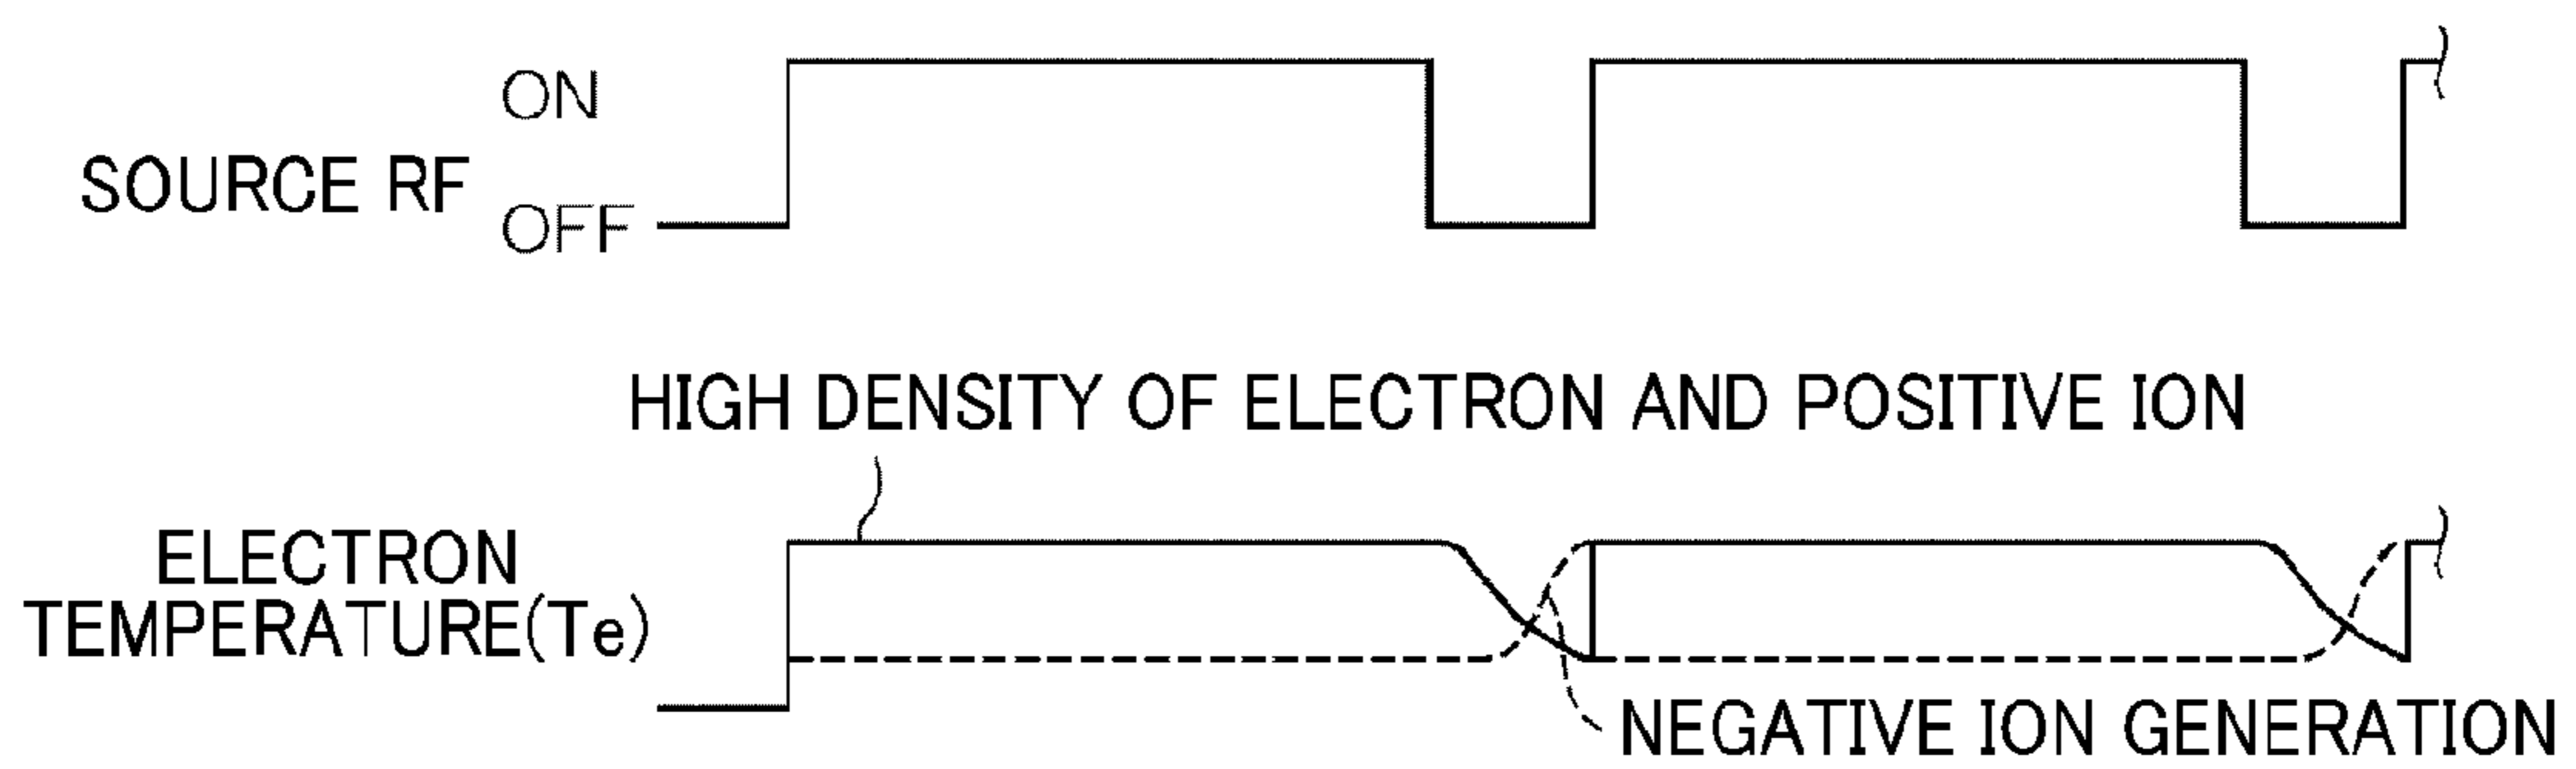 ON
SOURCE RF
OFF
HIGH DENSITY OF ELECTRON AND POSITIVE ION
ELECTRON
TEMPERATURE(Te)
NEGATIVE ION GENERATION